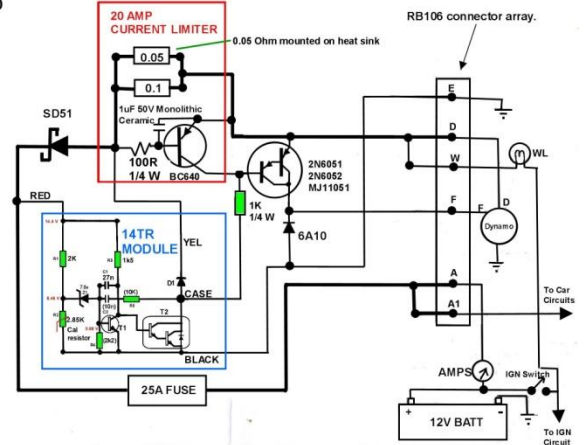 20 AMP
CURRENT LIMITER
RB106 connector array.
0.05 Ohm mounted on heat sink
0.05
0.1
1uF 50V Monolithic
Ceramic
SD51
100R
1/4 W
BC640
2N6051
2N6052
MJ11051
1K
1/4 W
6A10
E
D
W
WL
F
F
D
Dynamo
A
A1
To Car
Circuits
RED
14TR
MODULE
YEL
2K
1k5
27n
D1
(10K)
CASE
(10n)
T2
T1
2.85K
Cal
resistor
(2k2)
BLACK
25A FUSE
AMPS
IGN Switch
+
-
12V BATT
To IGN
Circuit